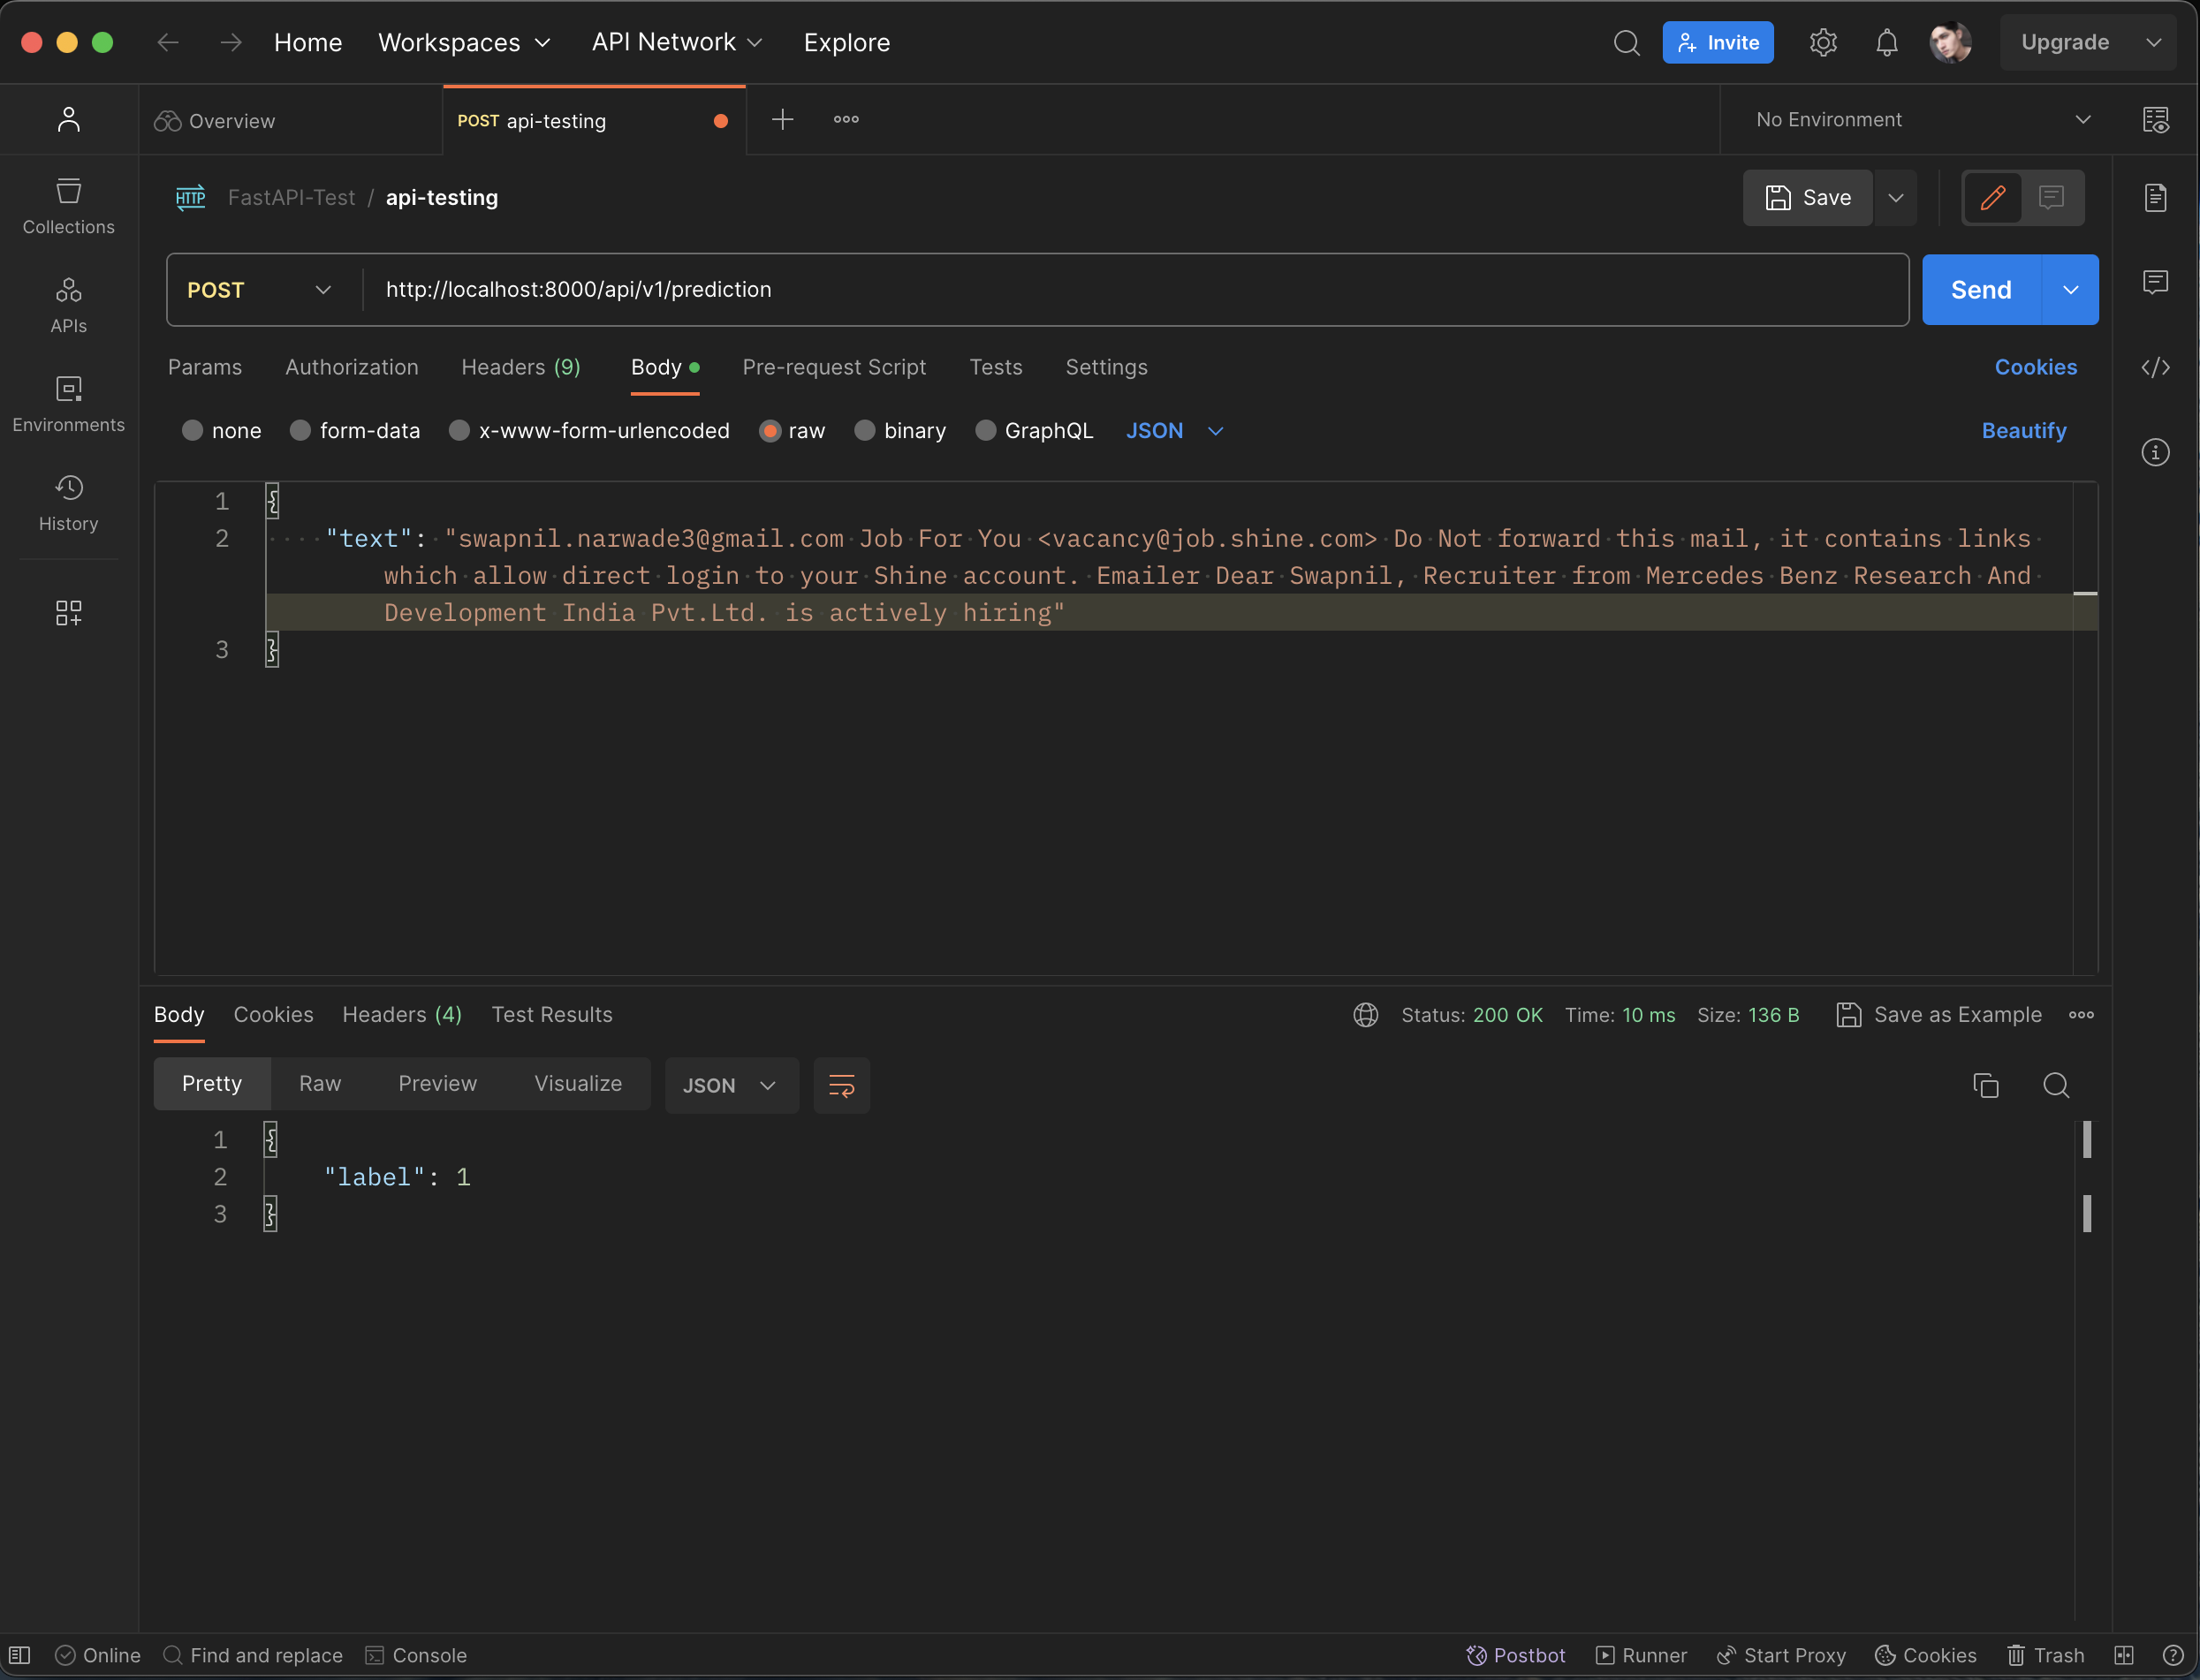 Home Workspaces API Network Explore Invite Upgrade
Overview POST api-testing No Environment
Collections
APIs
Environments
History
HTTP FastAPI-Test / api-testing Save
POST http://localhost:8000/api/v1/prediction Send
Params Authorization Headers (9) Body Pre-request Script Tests Settings Cookies
none form-data x-www-form-urlencoded raw binary GraphQL JSON Beautify
1 {
2 "text": "swapnil.narwade3@gmail.com Job For You <vacancy@job.shine.com> Do Not forward this mail, it contains links
which allow direct login to your Shine account. Emailer Dear Swapnil, Recruiter from Mercedes Benz Research And
Development India Pvt.Ltd. is actively hiring"
3 }
Body Cookies Headers (4) Test Results Status: 200 OK Time: 10 ms Size: 136 B Save as Example
Pretty Raw Preview Visualize JSON
1 {
2 "label": 1
3 }
Online Find and replace Console Postbot Runner Start Proxy Cookies Trash